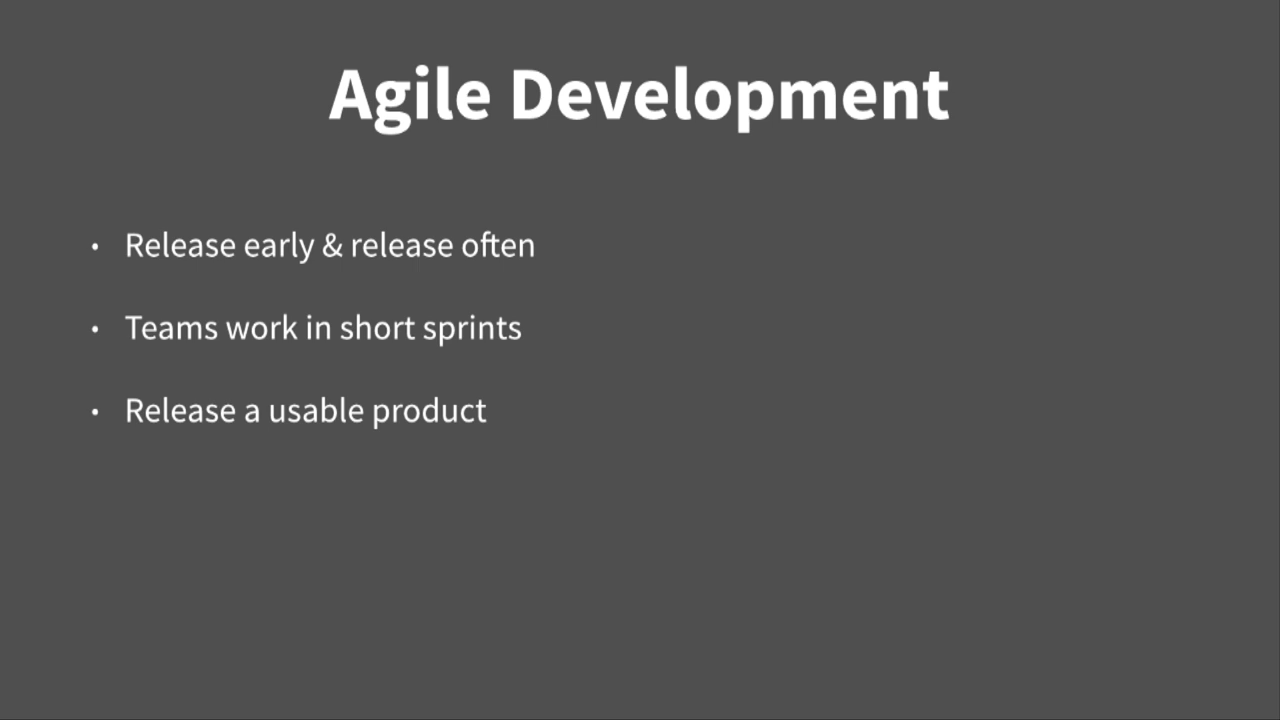 Agile Development
• Release early & release often
• Teams work in short sprints
• Release a usable product